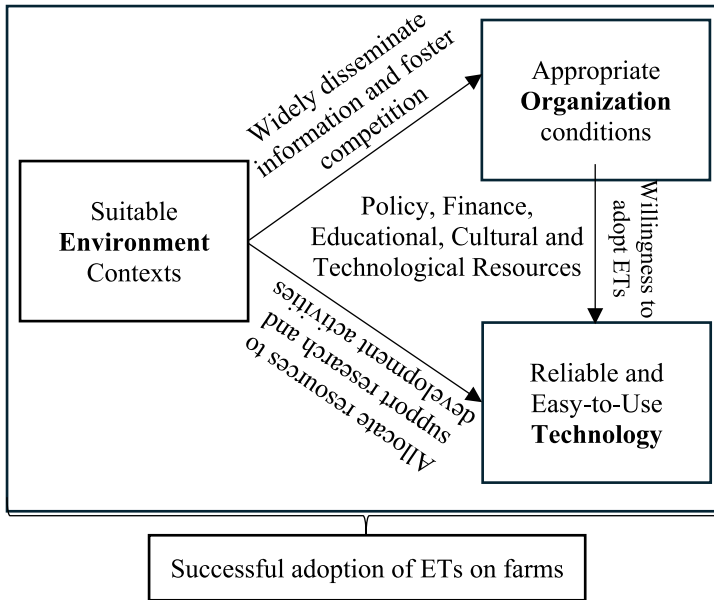 Widely disseminate
information and foster
competition
Appropriate
Organization
conditions
Suitable
Environment
Contexts
Policy, Finance,
Educational, Cultural and
Technological Resources
Willingness to
adopt ETs
Allocate resources to
support research and
development activities
Reliable and
Easy-to-Use
Technology
Successful adoption of ETs on farms